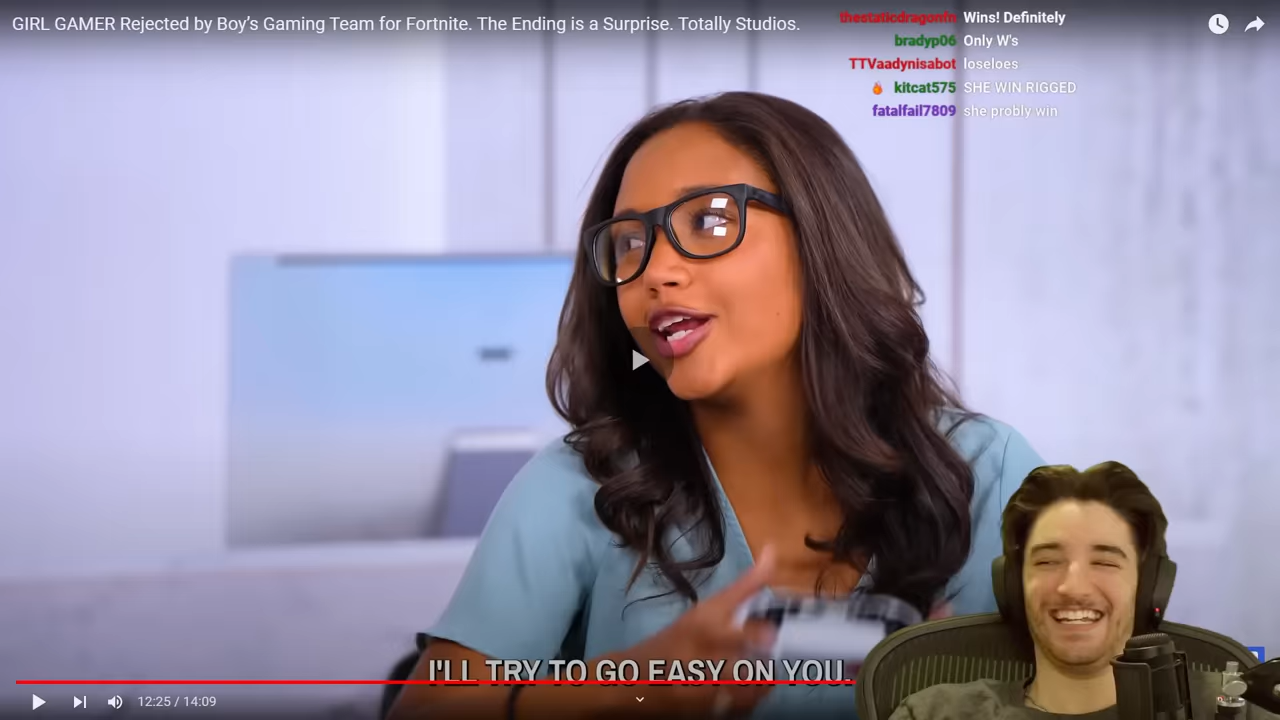 GIRL GAMER Rejected by Boy’s Gaming Team for Fortnite. The Ending is a Surprise. Totally Studios.
thestaticdragonfn Wins! Definitely
bradyp06 Only W's
TTVaadynisabot loseloes
kitcat575 SHE WIN RIGGED
fatalfail7809 she probly win
I'LL TRY TO GO EASY ON YOU.
12:25 / 14:09